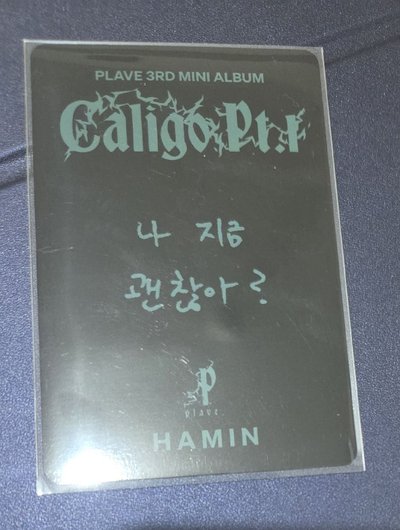 PLAVE 3RD MINI ALBUM
Caligo Pt.1
나 지금
괜찮아?
P
plave
HAMIN